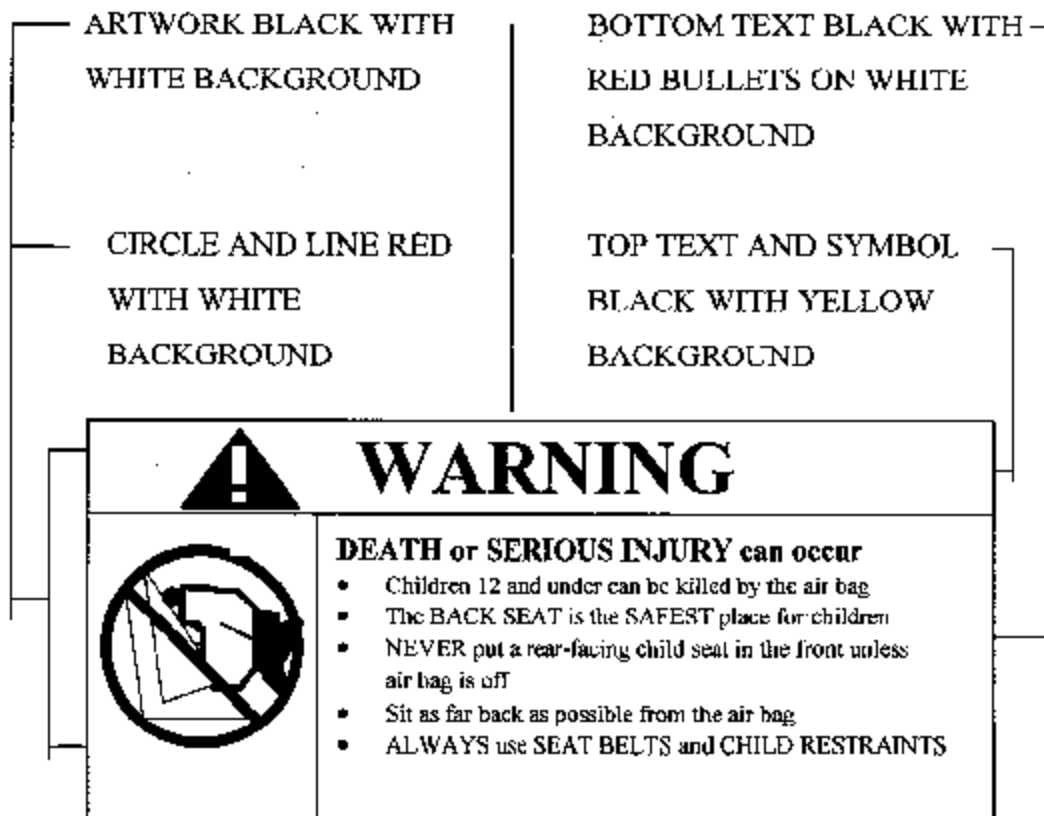 ARTWORK BLACK WITH
WHITE BACKGROUND
CIRCLE AND LINE RED
WITH WHITE
BACKGROUND
BOTTOM TEXT BLACK WITH
RED BULLETS ON WHITE
BACKGROUND
TOP TEXT AND SYMBOL
BLACK WITH YELLOW
BACKGROUND
! WARNING
DEATH or SERIOUS INJURY can occur
• Children 12 and under can be killed by the air bag
• The BACK SEAT is the SAFEST place for children
• NEVER put a rear-facing child seat in the front unless
air bag is off
• Sit as far back as possible from the air bag
• ALWAYS use SEAT BELTS and CHILD RESTRAINTS